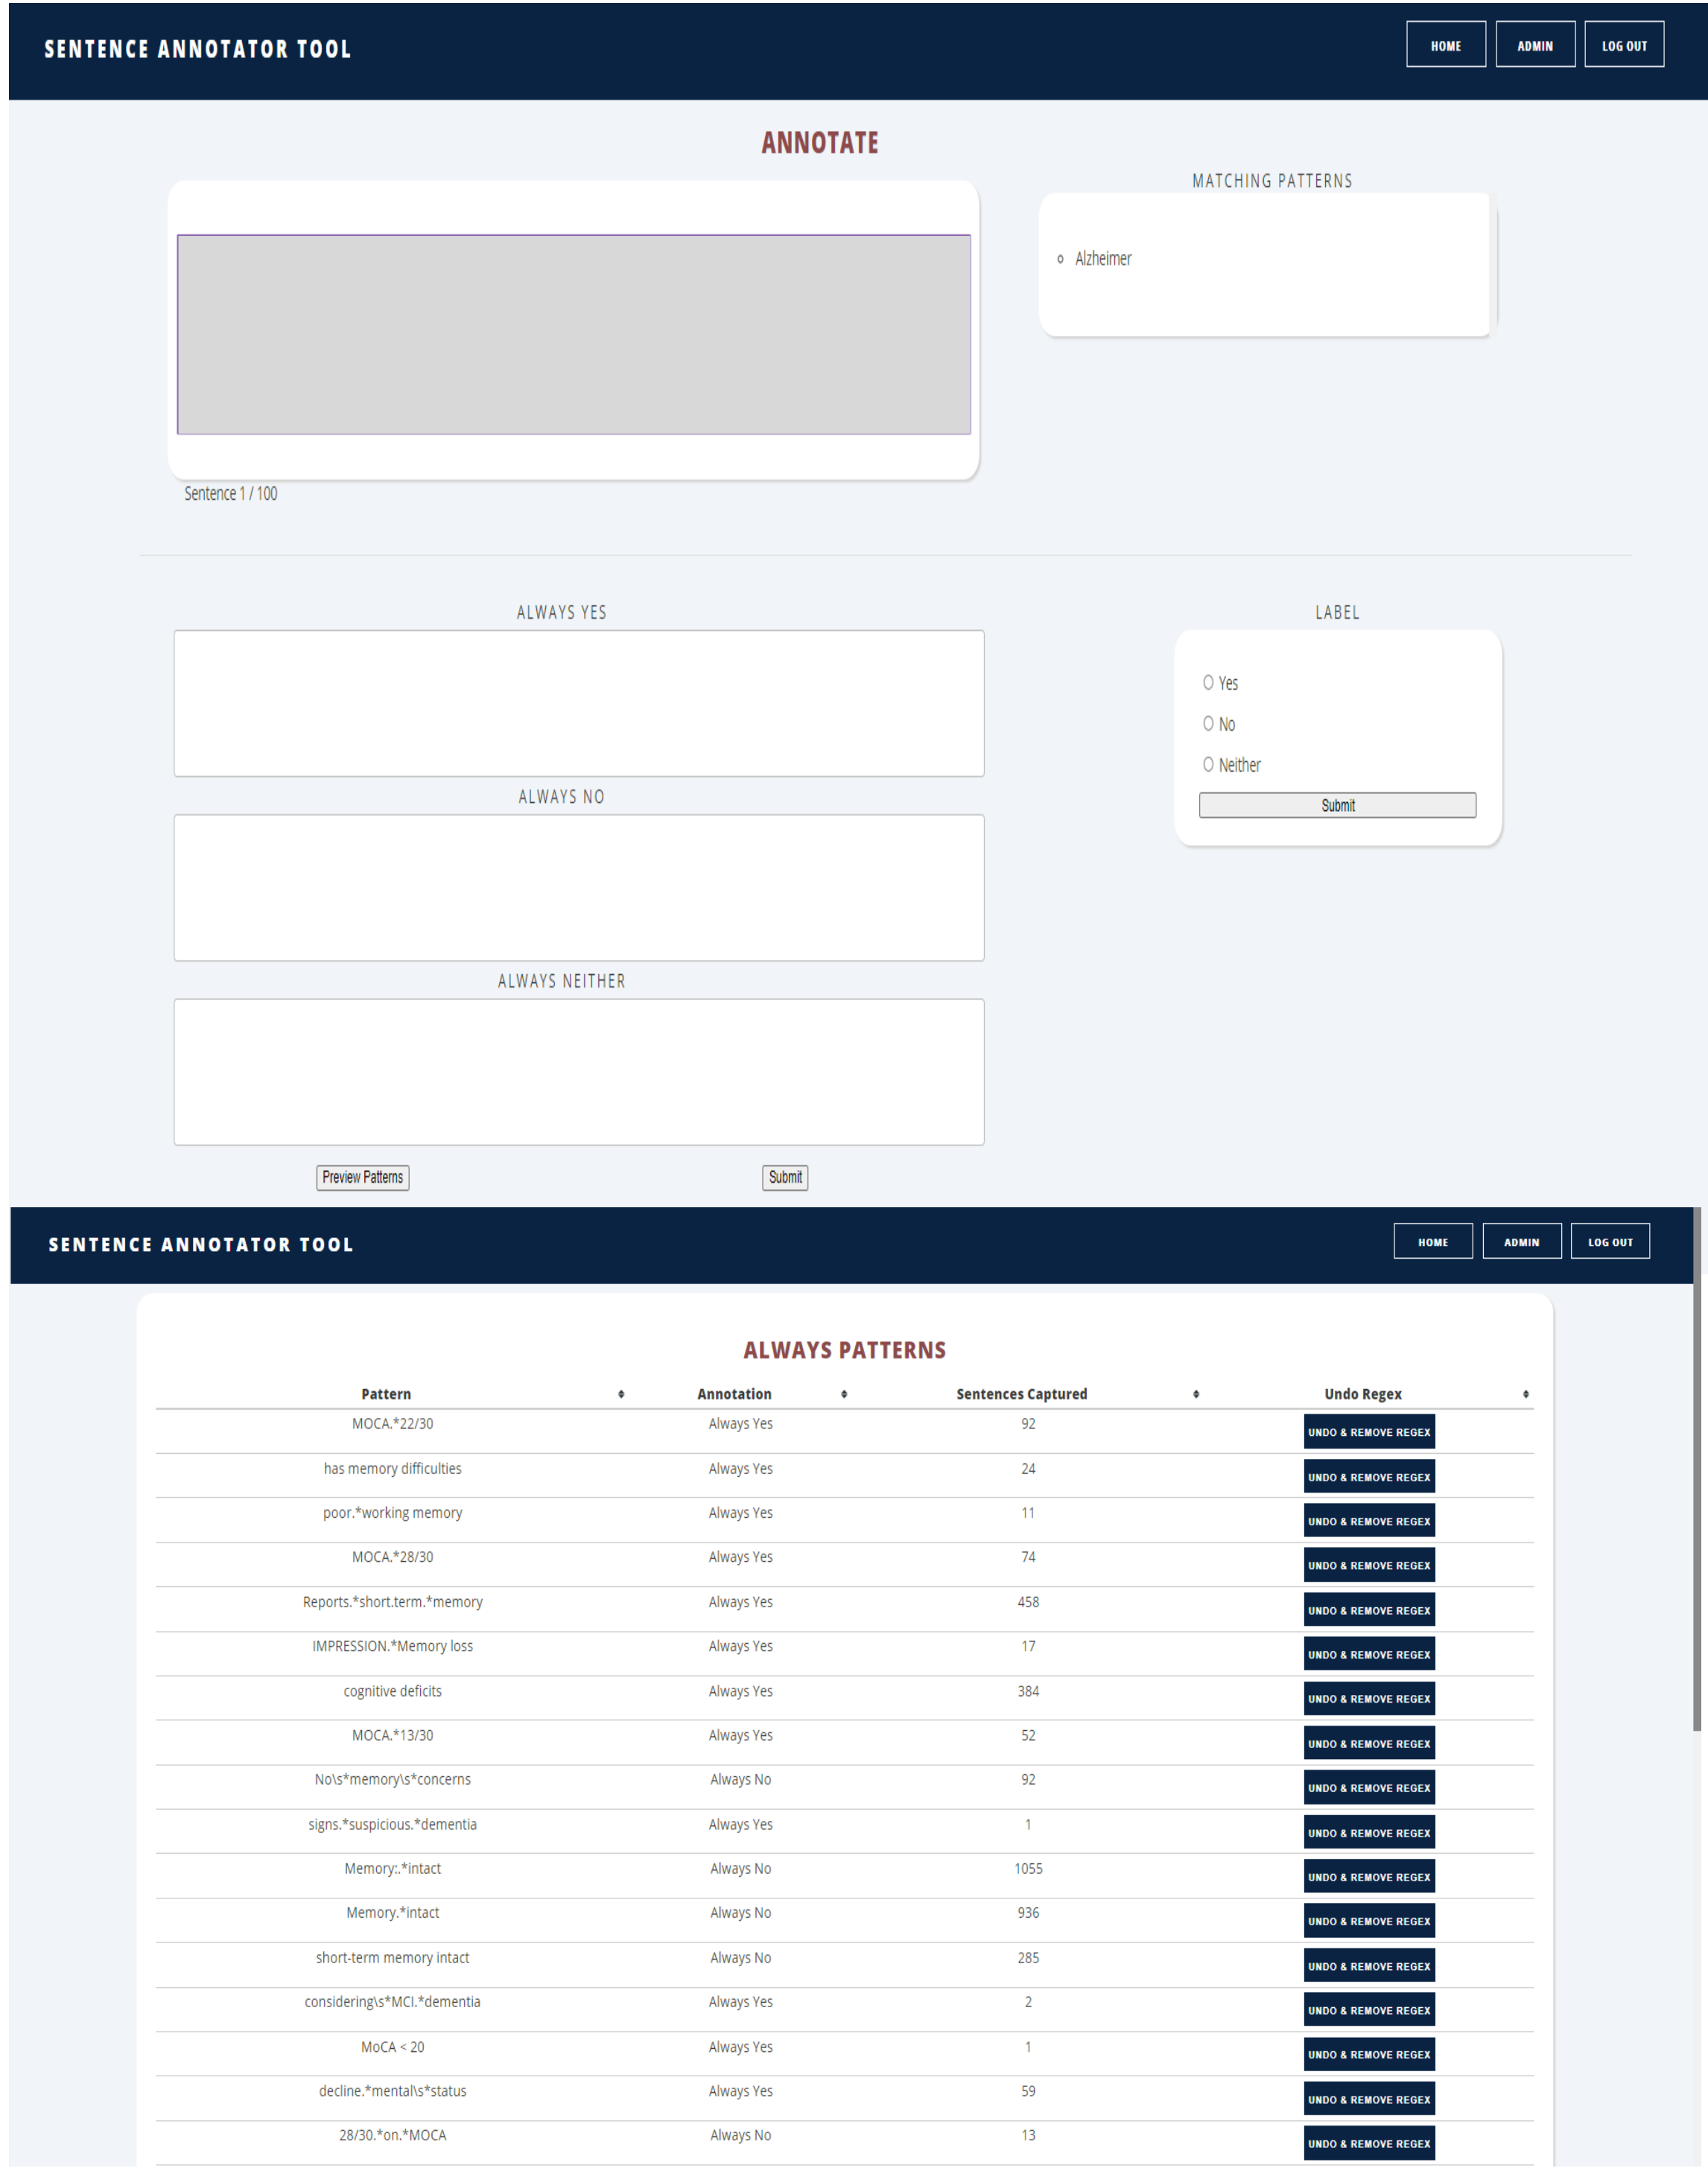 SENTENCE ANNOTATOR TOOL HOME ADMIN LOG OUT
ANNOTATE
MATCHING PATTERNS
Alzheimer
Sentence 1 / 100
ALWAYS YES LABEL
Yes
No
Neither
Submit
ALWAYS NO
ALWAYS NEITHER
Preview Patterns Submit
SENTENCE ANNOTATOR TOOL HOME ADMIN LOG OUT
ALWAYS PATTERNS
Pattern Annotation Sentences Captured Undo Regex
MOCA.*22/30 Always Yes 92 UNDO & REMOVE REGEX
has memory difficulties Always Yes 24 UNDO & REMOVE REGEX
poor.*working memory Always Yes 11 UNDO & REMOVE REGEX
MOCA.*28/30 Always Yes 74 UNDO & REMOVE REGEX
Reports.*short.term.*memory Always Yes 458 UNDO & REMOVE REGEX
IMPRESSION.*Memory loss Always Yes 17 UNDO & REMOVE REGEX
cognitive deficits Always Yes 384 UNDO & REMOVE REGEX
MOCA.*13/30 Always Yes 52 UNDO & REMOVE REGEX
No\s*memory\s*concerns Always No 92 UNDO & REMOVE REGEX
signs.*suspicious.*dementia Always Yes 1 UNDO & REMOVE REGEX
Memory:.*intact Always No 1055 UNDO & REMOVE REGEX
Memory.*intact Always No 936 UNDO & REMOVE REGEX
short-term memory intact Always No 285 UNDO & REMOVE REGEX
considering\s*MCI.*dementia Always Yes 2 UNDO & REMOVE REGEX
MoCA < 20 Always Yes 1 UNDO & REMOVE REGEX
decline.*mental\s*status Always Yes 59 UNDO & REMOVE REGEX
28/30.*on.*MOCA Always No 13 UNDO & REMOVE REGEX